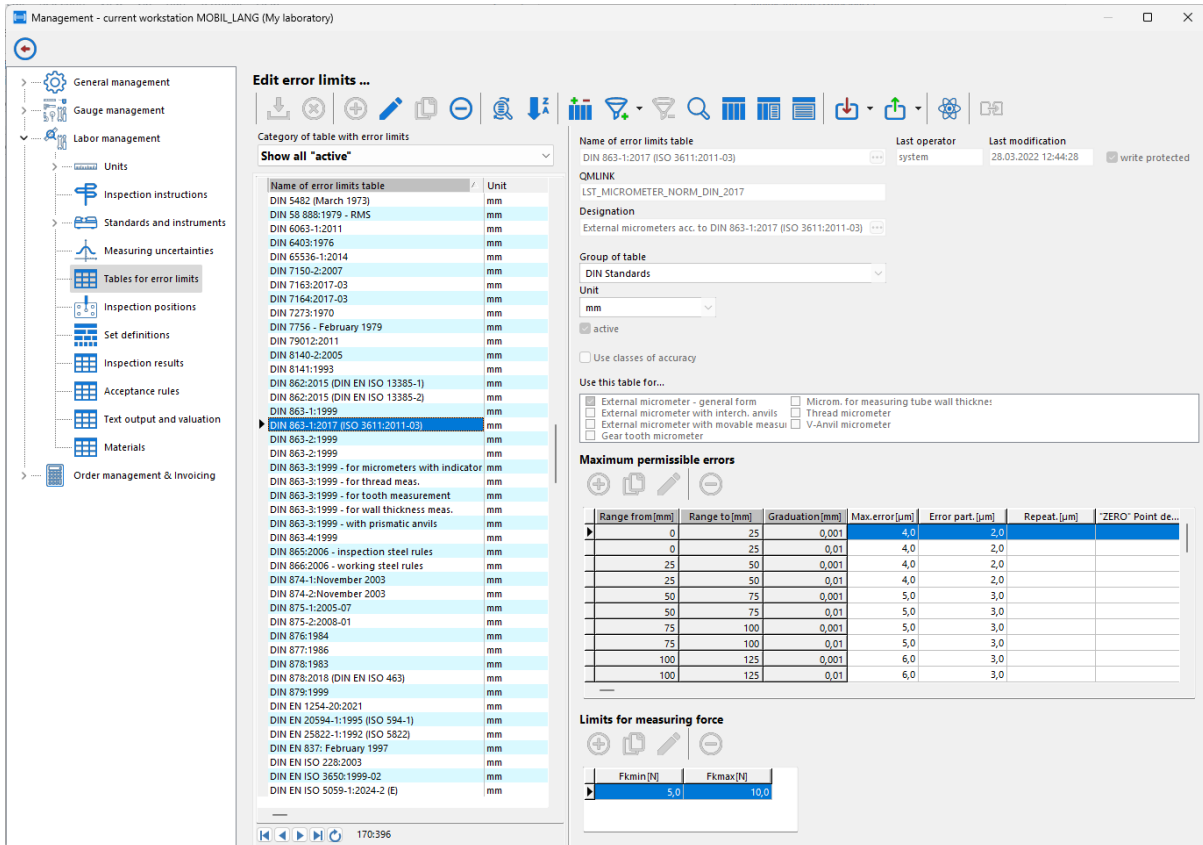 Management - current workstation MOBIL_LANG (My laboratory)
General management
Gauge management
Labor management
Units
Inspection instructions
Standards and instruments
Measuring uncertainties
Tables for error limits
Inspection positions
Set definitions
Inspection results
Acceptance rules
Text output and valuation
Materials
Order management & Invoicing
Edit error limits ...
Category of table with error limits
Show all "active"
Name of error limits table / Unit
DIN 5482 (March 1973) mm
DIN 58 888:1979 - RMS mm
DIN 6063-1:2011 mm
DIN 6403:1976 mm
DIN 65536-1:2014 mm
DIN 7150-2:2007 mm
DIN 7163:2017-03 mm
DIN 7164:2017-03 mm
DIN 7273:1970 mm
DIN 7756 - February 1979 mm
DIN 79012:2011 mm
DIN 8140-2:2005 mm
DIN 8141:1993 mm
DIN 862:2015 (DIN EN ISO 13385-1) mm
DIN 862:2015 (DIN EN ISO 13385-2) mm
DIN 863-1:1999 mm
DIN 863-1:2017 (ISO 3611:2011-03) mm
DIN 863-2:1999 mm
DIN 863-2:1999 mm
DIN 863-3:1999 - for micrometers with indicator mm
DIN 863-3:1999 - for thread meas. mm
DIN 863-3:1999 - for tooth measurement mm
DIN 863-3:1999 - for wall thickness meas. mm
DIN 863-3:1999 - with prismatic anvils mm
DIN 863-4:1999 mm
DIN 865:2006 - inspection steel rules mm
DIN 866:2006 - working steel rules mm
DIN 874-1:November 2003 mm
DIN 874-2:November 2003 mm
DIN 875-1:2005-07 mm
DIN 875-2:2008-01 mm
DIN 876:1984 mm
DIN 877:1986 mm
DIN 878:1983 mm
DIN 878:2018 (DIN EN ISO 463) mm
DIN 879:1999 mm
DIN EN 1254-20:2021 mm
DIN EN 20594-1:1995 (ISO 594-1) mm
DIN EN 25822-1:1992 (ISO 5822) mm
DIN EN 837: February 1997 mm
DIN EN ISO 228:2003 mm
DIN EN ISO 3650:1999-02 mm
DIN EN ISO 5059-1:2024-2 (E) mm
170:396
Name of error limits table Last operator Last modification
DIN 863-1:2017 (ISO 3611:2011-03) ... system 28.03.2022 12:44:28 write protected
QMLINK
LST_MICROMETER_NORM_DIN_2017
Designation
External micrometers acc. to DIN 863-1:2017 (ISO 3611:2011-03) ...
Group of table
DIN Standards
Unit
mm
active
Use classes of accuracy
Use this table for...
External micrometer - general form Microm. for measuring tube wall thicknes
External micrometer with interch. anvils Thread micrometer
External micrometer with movable measu V-Anvil micrometer
Gear tooth micrometer
Maximum permissible errors
Range from[mm] Range to[mm] Graduation[mm] Max.error[µm] Error part.[µm] Repeat.[µm] "ZERO" Point de...
0 25 0,001 4,0 2,0
0 25 0,01 4,0 2,0
25 50 0,001 4,0 2,0
25 50 0,01 4,0 2,0
50 75 0,001 5,0 3,0
50 75 0,01 5,0 3,0
75 100 0,001 5,0 3,0
75 100 0,01 5,0 3,0
100 125 0,001 6,0 3,0
100 125 0,01 6,0 3,0
Limits for measuring force
Fkmin[N] Fkmax[N]
5,0 10,0